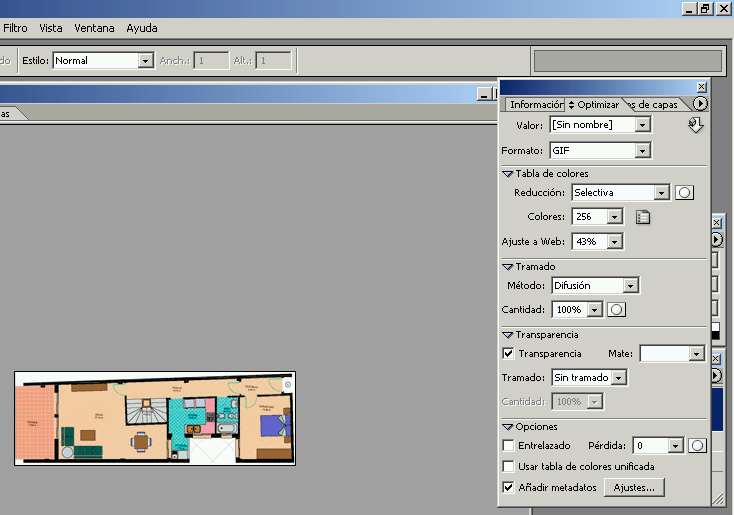 Filtro Vista Ventana Ayuda
do Estilo: Normal Anch.: 1 Alt.: 1
as
Información Optimizar s de capas
Valor: [Sin nombre]
Formato: GIF
Tabla de colores
Reducción: Selectiva
Colores: 256
Ajuste a Web: 43%
Tramado
Método: Difusión
Cantidad: 100%
Transparencia
Transparencia Mate:
Tramado: Sin tramado
Cantidad: 100%
Opciones
Entrelazado Pérdida: 0
Usar tabla de colores unificada
Añadir metadatos Ajustes...